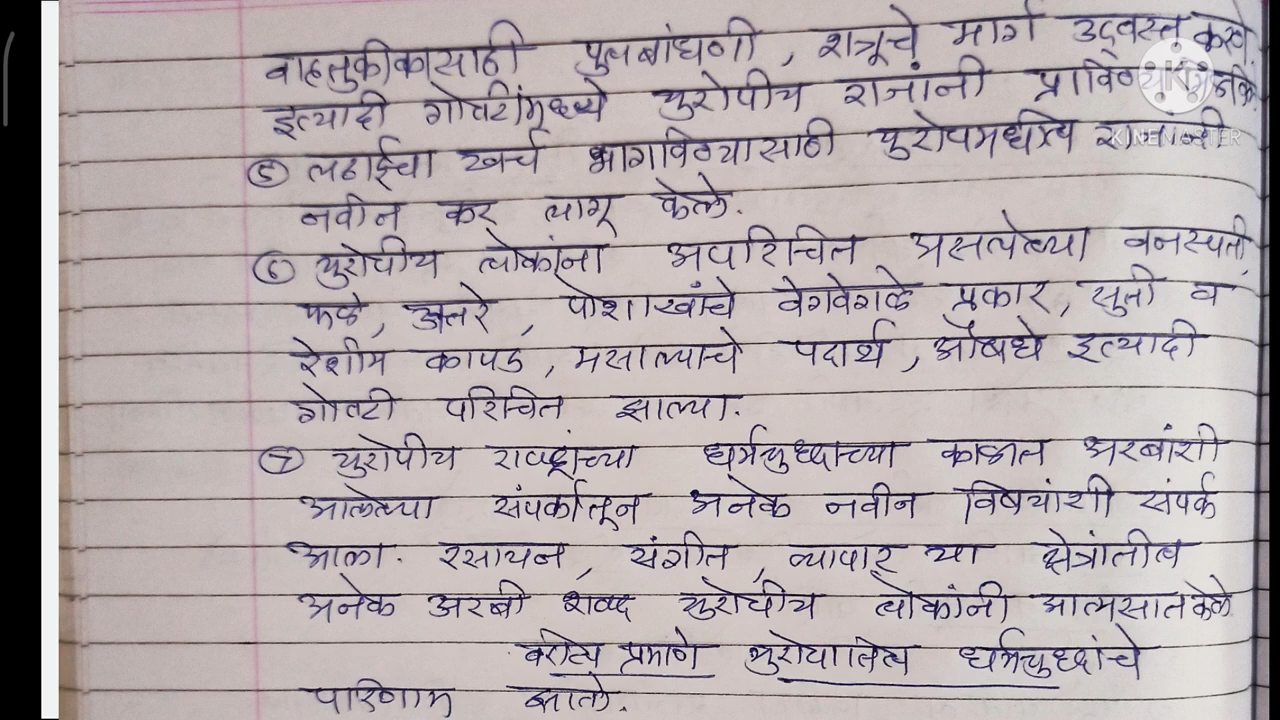 वाहतुकीकासाठी पुलबांधणी, शत्रूचे मार्ग उद्वस्त करणे
इत्यादी गोष्टींमध्ये युरोपीय राजांनी
⑤ लढाईचा खर्च भागविण्यासाठी युरोपमधील
नवीन कर लागू केले.
⑥ युरोपीय लोकांना अपरिचित असलेल्या वनस्पती,
फळे, अत्तरे, पोशाखांचे वेगवेगळे प्रकार, सुती व
रेशीम कापड, मसाल्याचे पदार्थ, औषधे इत्यादी
गोष्टी परिचित झाल्या.
⑦ युरोपीय राष्ट्रांच्या धर्मयुध्दाच्या काळात अरबांशी
आलेल्या संपर्कातून अनेक नवीन विषयांशी संपर्क
आला. रसायन, संगीत, व्यापार या क्षेत्रांतील
अनेक अरबी शब्द युरोपीय लोकांनी आत्मसात केले.
वरील प्रमाणे युरोपातील धर्मयुध्दांचे
परिणाम झाले.
KINEMASTER